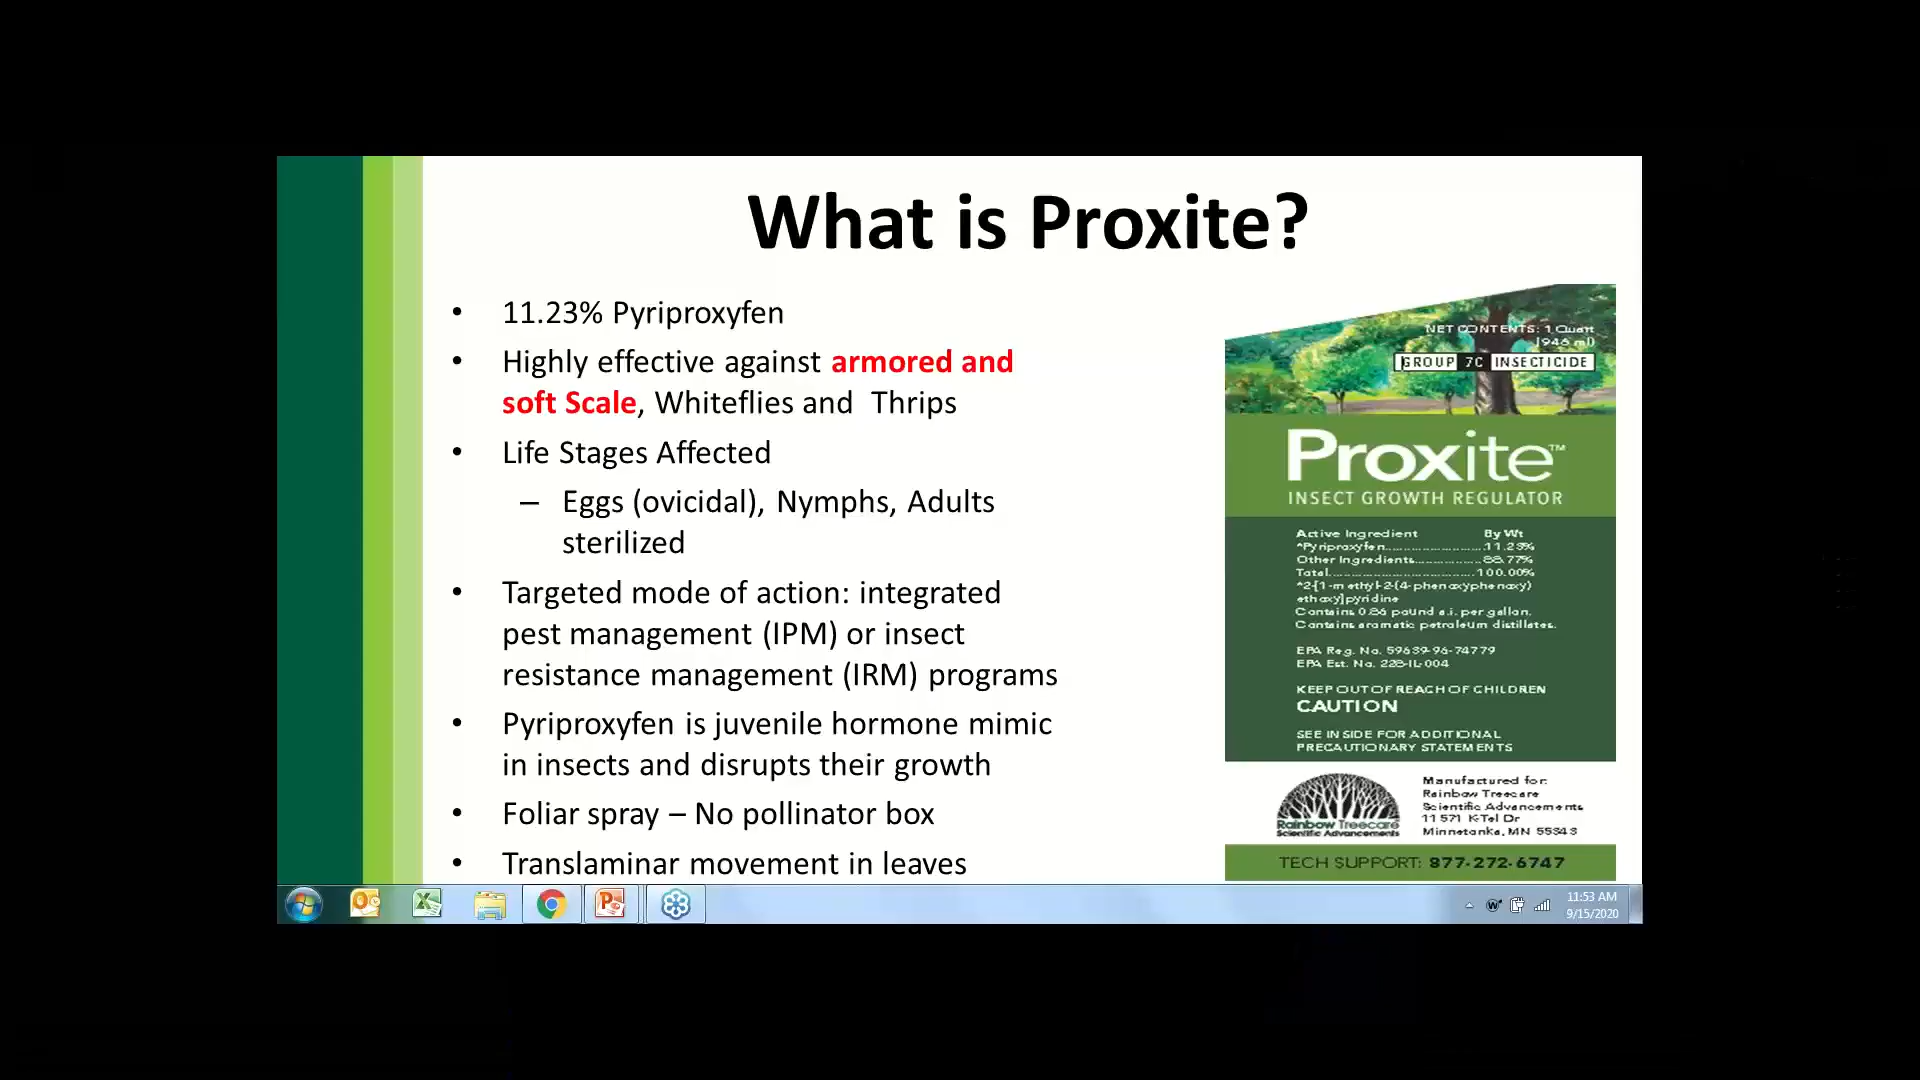 What is Proxite?
• 11.23% Pyriproxyfen
• Highly effective against armored and
soft Scale, Whiteflies and Thrips
• Life Stages Affected
– Eggs (ovicidal), Nymphs, Adults
sterilized
• Targeted mode of action: integrated
pest management (IPM) or insect
resistance management (IRM) programs
• Pyriproxyfen is juvenile hormone mimic
in insects and disrupts their growth
• Foliar spray – No pollinator box
• Translaminar movement in leaves
NET CONTENTS: 1 Quart
(946 ml)
GROUP 7C INSECTICIDE
Proxite™
INSECT GROWTH REGULATOR
Active Ingredient By Wt
*Pyriproxyfen........................11.23%
Other Ingredients................88.77%
Total....................................100.00%
*2-[1-methyl-2-(4-phenoxyphenoxy)
ethoxy]pyridine
Contains 0.86 pound a.i. per gallon.
Contains aromatic petroleum distillates.
EPA Reg. No. 59639-96-74779
EPA Est. No. 228-IL-004
KEEP OUT OF REACH OF CHILDREN
CAUTION
SEE INSIDE FOR ADDITIONAL
PRECAUTIONARY STATEMENTS
Rainbow Treecare
Scientific Advancements
Manufactured for:
Rainbow Treecare
Scientific Advancements
11571 K-Tel Dr
Minnetonka, MN 55343
TECH SUPPORT: 877-272-6747
11:53 AM
9/15/2020